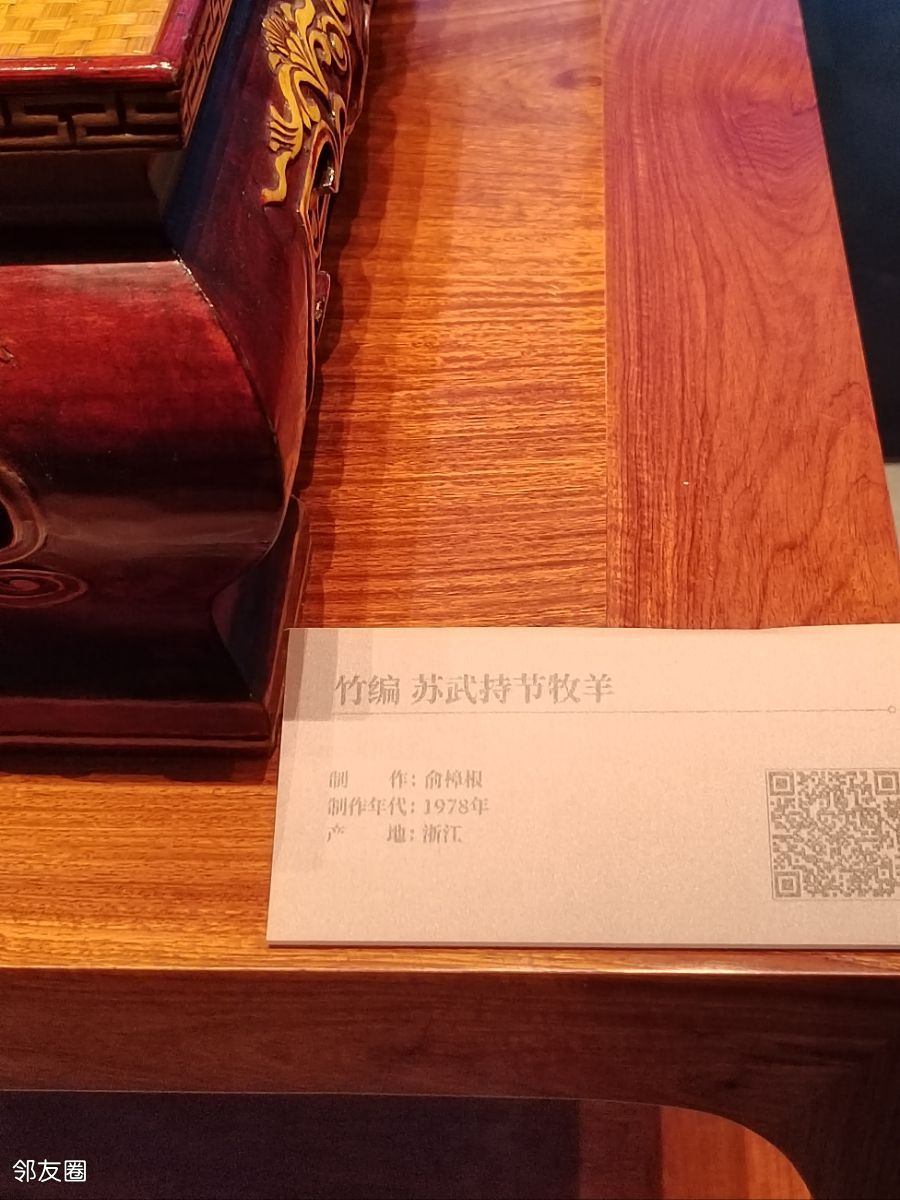 竹编 苏武持节牧羊
制 作：俞樟根
制作年代：1978年
产 地：浙江
邻友圈